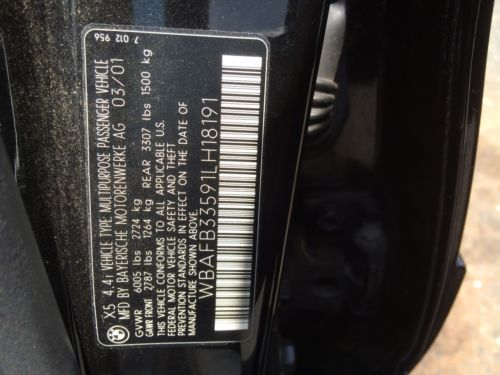 7 012 956
X5 4.4i VEHICLE TYPE MULTIPURPOSE PASSENGER VEHICLE
MFD BY BAYERISCHE MOTORENWERKE AG 03/01
GVWR 6005 lbs 2724 kg
GAWR FRONT 2787 lbs 1264 kg REAR 3307 lbs 1500 kg
THIS VEHICLE CONFORMS TO ALL APPLICABLE U.S.
FEDERAL MOTOR VEHICLE SAFETY AND THEFT
PREVENTION STANDARDS IN EFFECT ON THE DATE OF
MANUFACTURE SHOWN ABOVE.
WBAFB33591LH18191